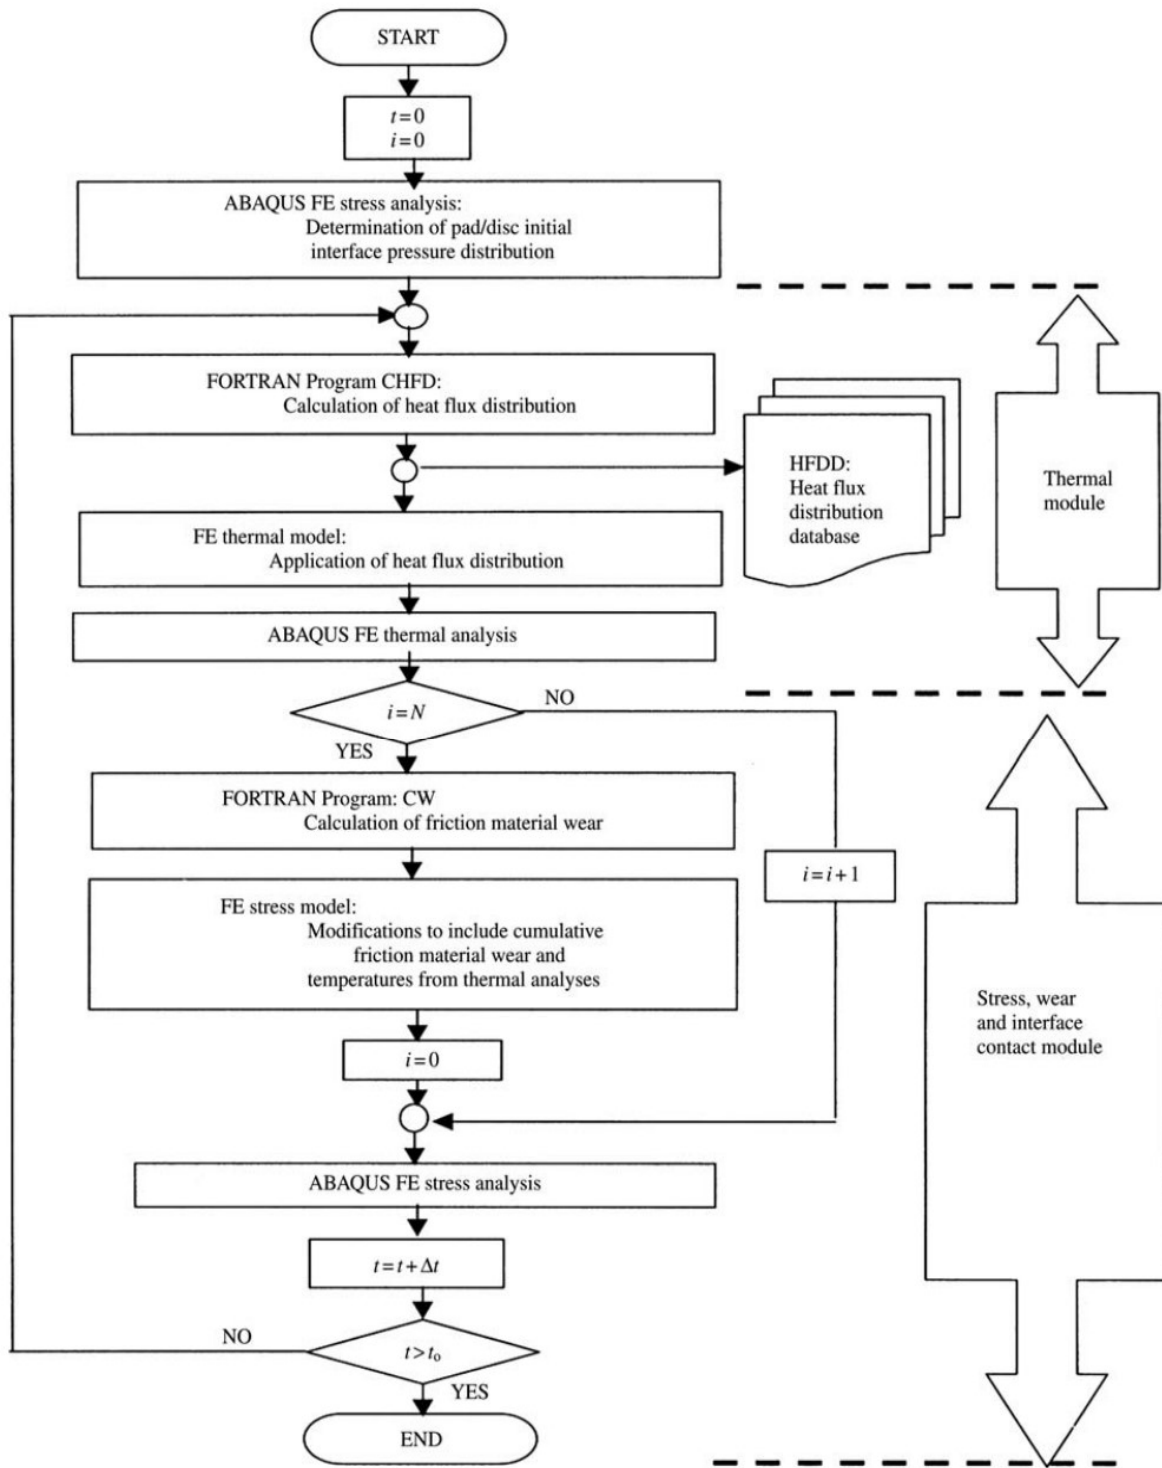 START
t=0
i=0
ABAQUS FE stress analysis:
Determination of pad/disc initial
interface pressure distribution
FORTRAN Program CHFD:
Calculation of heat flux distribution
HFDD:
Heat flux
distribution
database
Thermal
module
FE thermal model:
Application of heat flux distribution
ABAQUS FE thermal analysis
i=N
NO
YES
FORTRAN Program: CW
Calculation of friction material wear
i=i+1
FE stress model:
Modifications to include cumulative
friction material wear and
temperatures from thermal analyses
Stress, wear
and interface
contact module
i=0
ABAQUS FE stress analysis
t=t+Δt
NO
t>t₀
YES
END